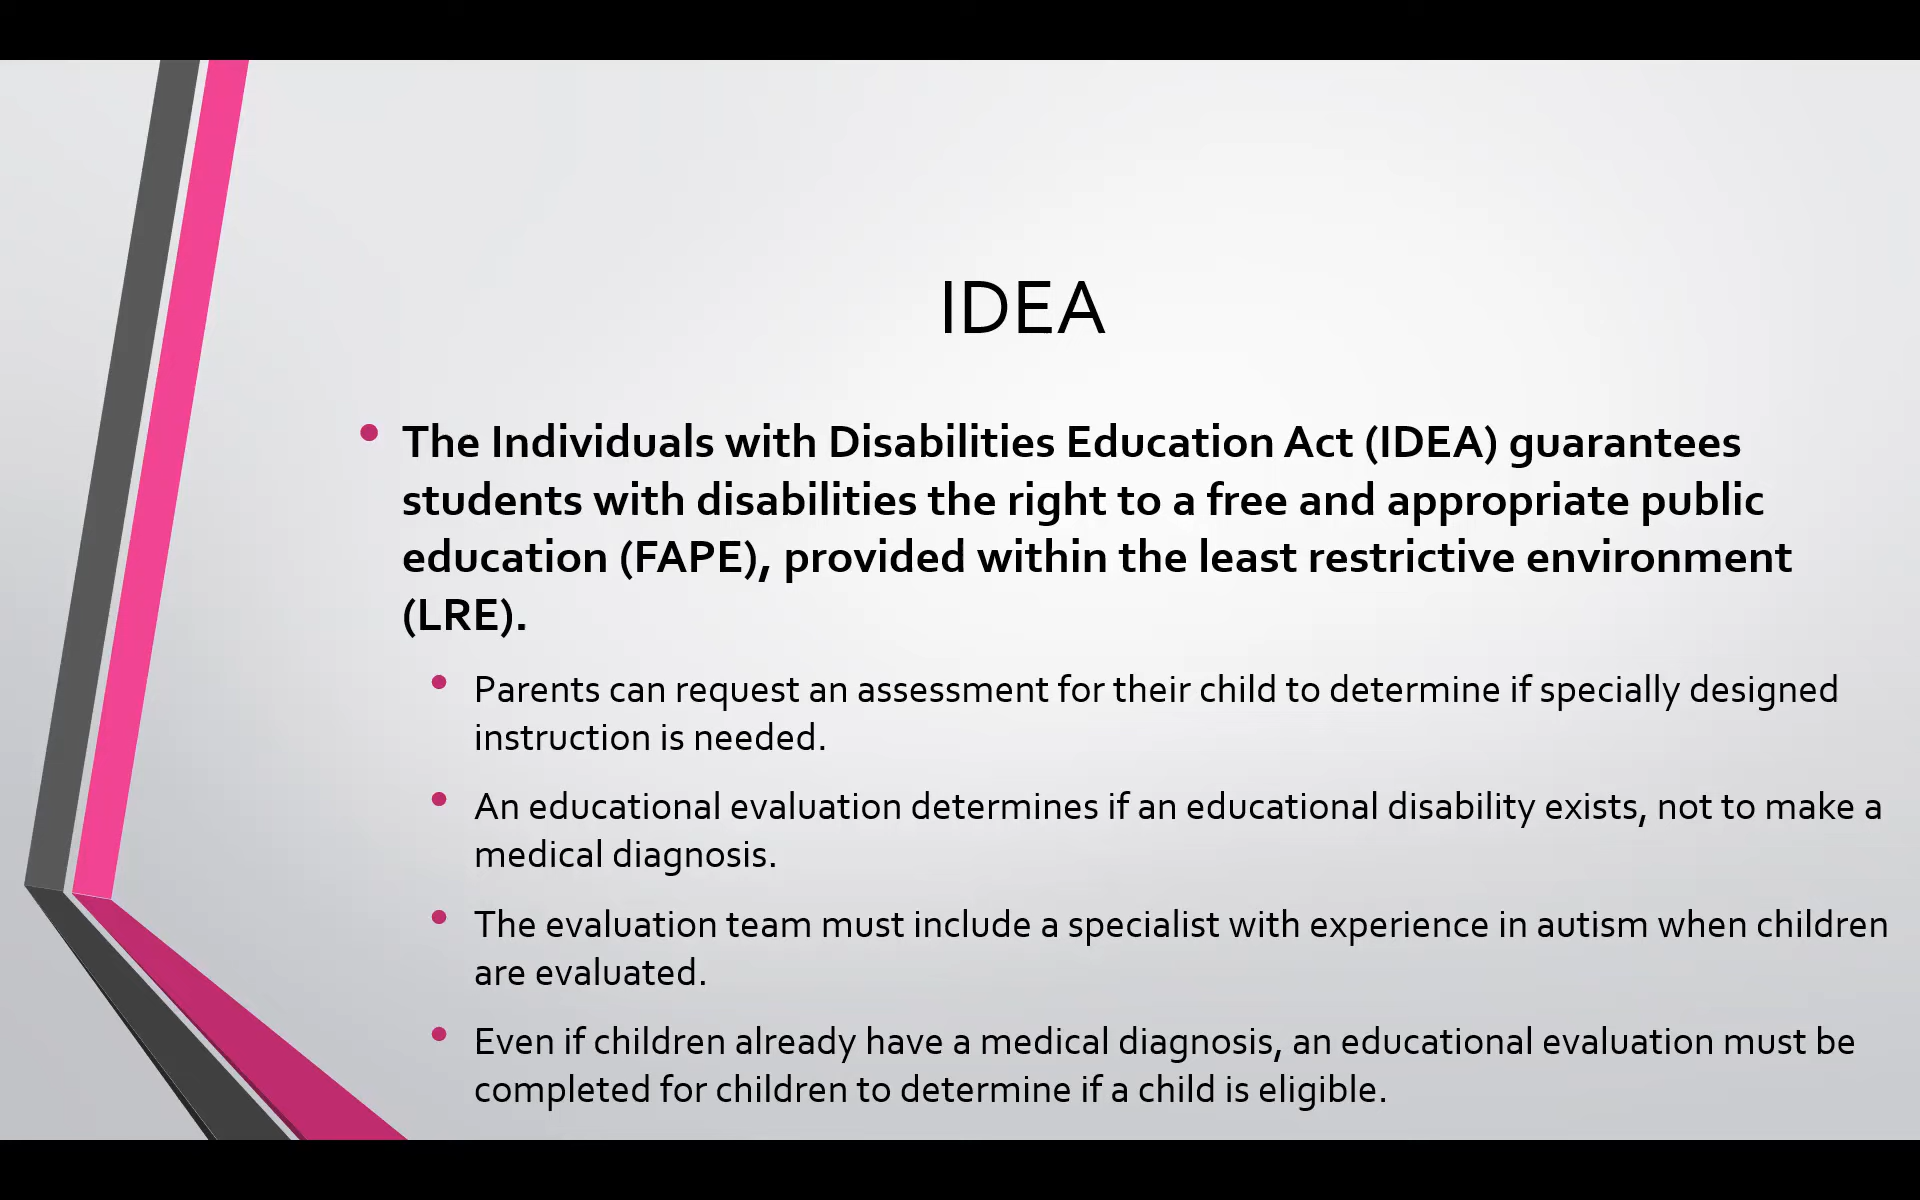 IDEA
The Individuals with Disabilities Education Act (IDEA) guarantees
students with disabilities the right to a free and appropriate public
education (FAPE), provided within the least restrictive environment
(LRE).
Parents can request an assessment for their child to determine if specially designed
instruction is needed.
An educational evaluation determines if an educational disability exists, not to make a
medical diagnosis.
The evaluation team must include a specialist with experience in autism when children
are evaluated.
Even if children already have a medical diagnosis, an educational evaluation must be
completed for children to determine if a child is eligible.